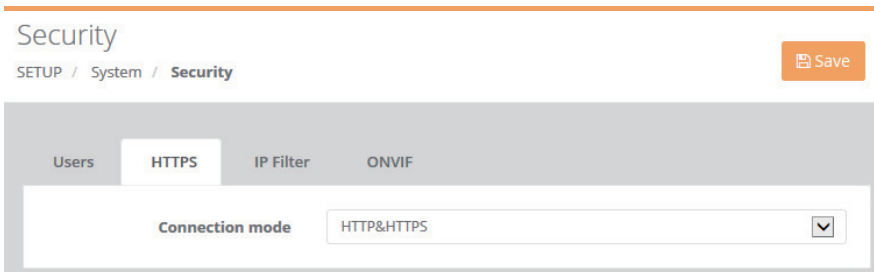 Security
SETUP / System / Security
Save
Users HTTPS IP Filter ONVIF
Connection mode HTTP&HTTPS